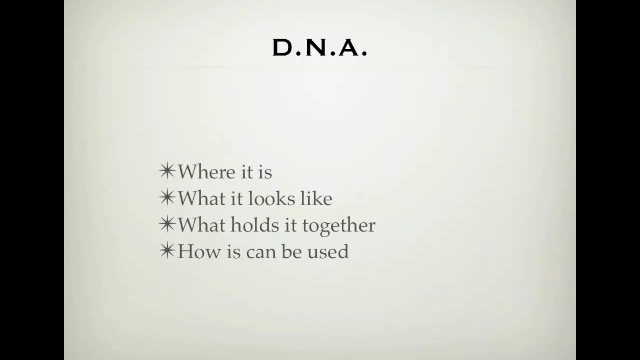 D.N.A.
✴Where it is
✴What it looks like
✴What holds it together
✴How is can be used